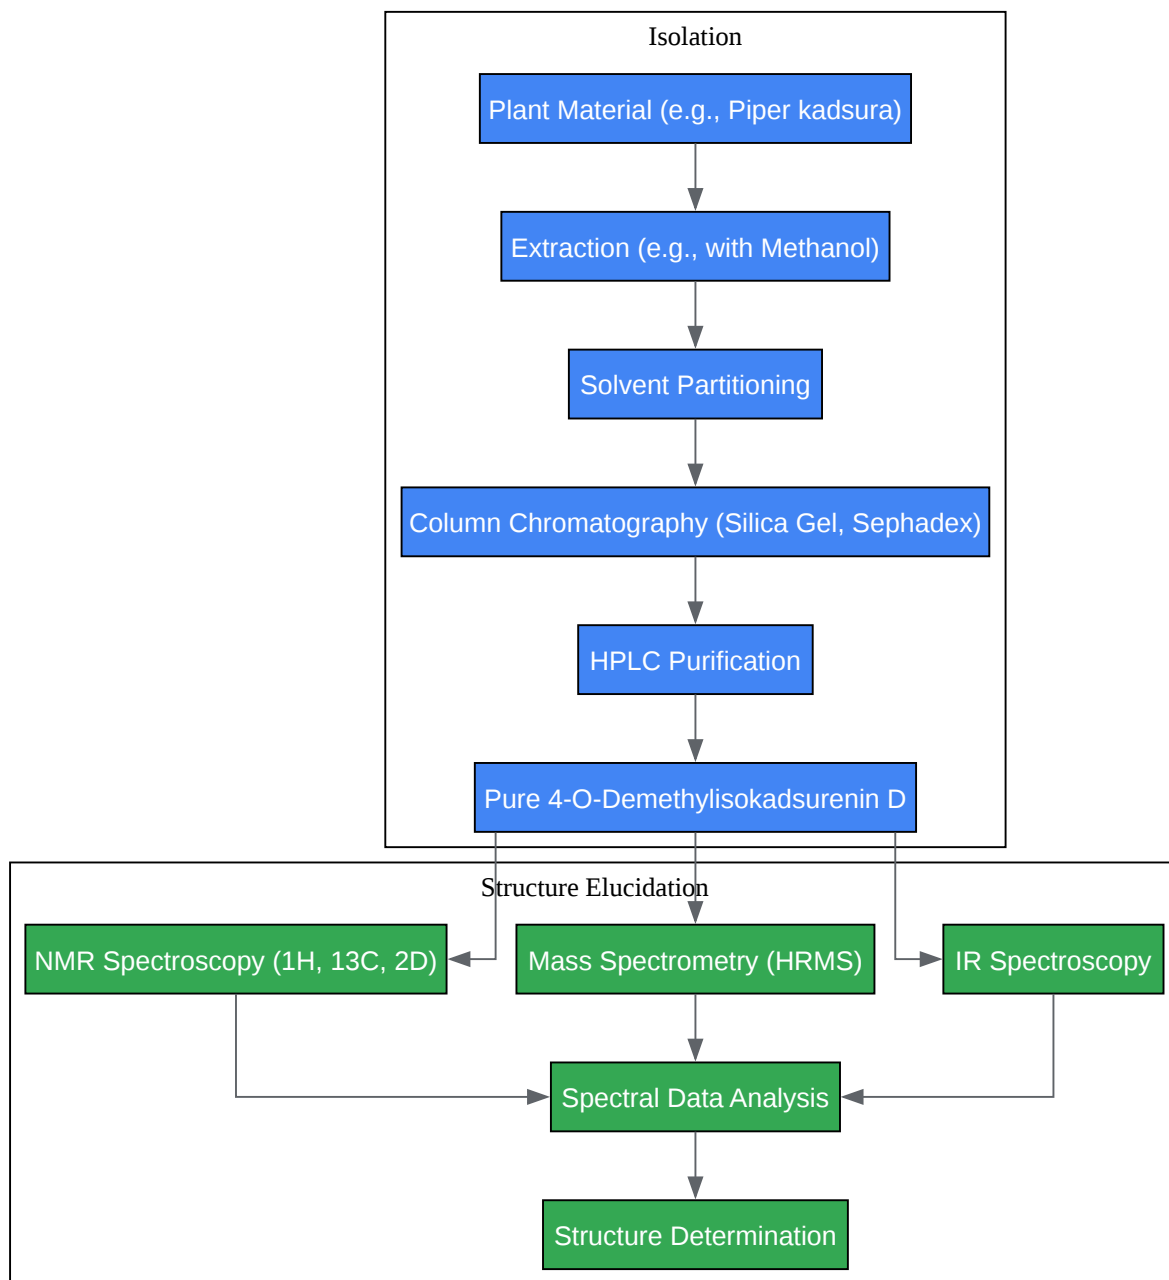 Isolation
Plant Material (e.g., Piper kadsura)
Extraction (e.g., with Methanol)
Solvent Partitioning
Column Chromatography (Silica Gel, Sephadex)
HPLC Purification
Pure 4-O-Demethylisokadsurenin D
Structure Elucidation
NMR Spectroscopy (1H, 13C, 2D)
Mass Spectrometry (HRMS)
IR Spectroscopy
Spectral Data Analysis
Structure Determination